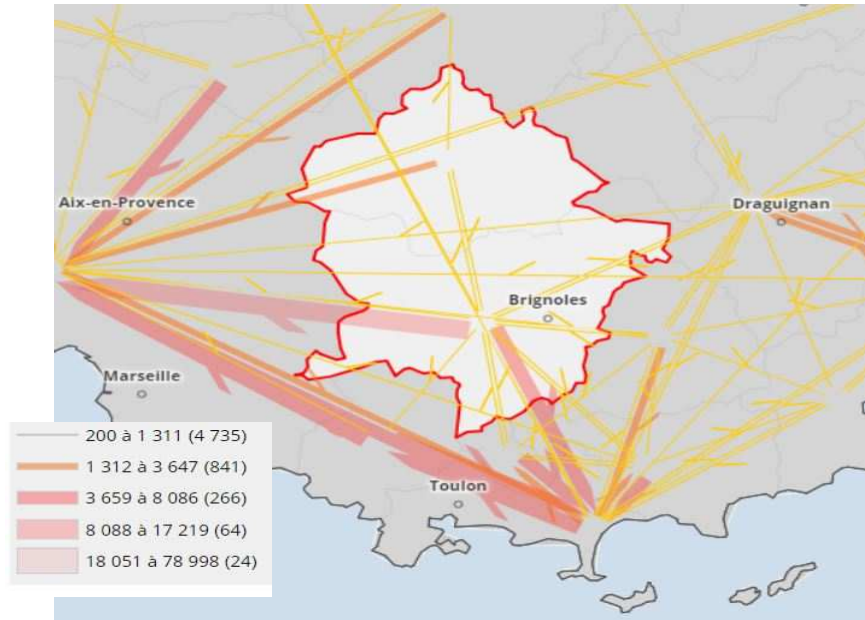 Aix-en-Provence
Draguignan
Brignoles
Marseille
Toulon
200 à 1 311 (4 735)
1 312 à 3 647 (841)
3 659 à 8 086 (266)
8 088 à 17 219 (64)
18 051 à 78 998 (24)